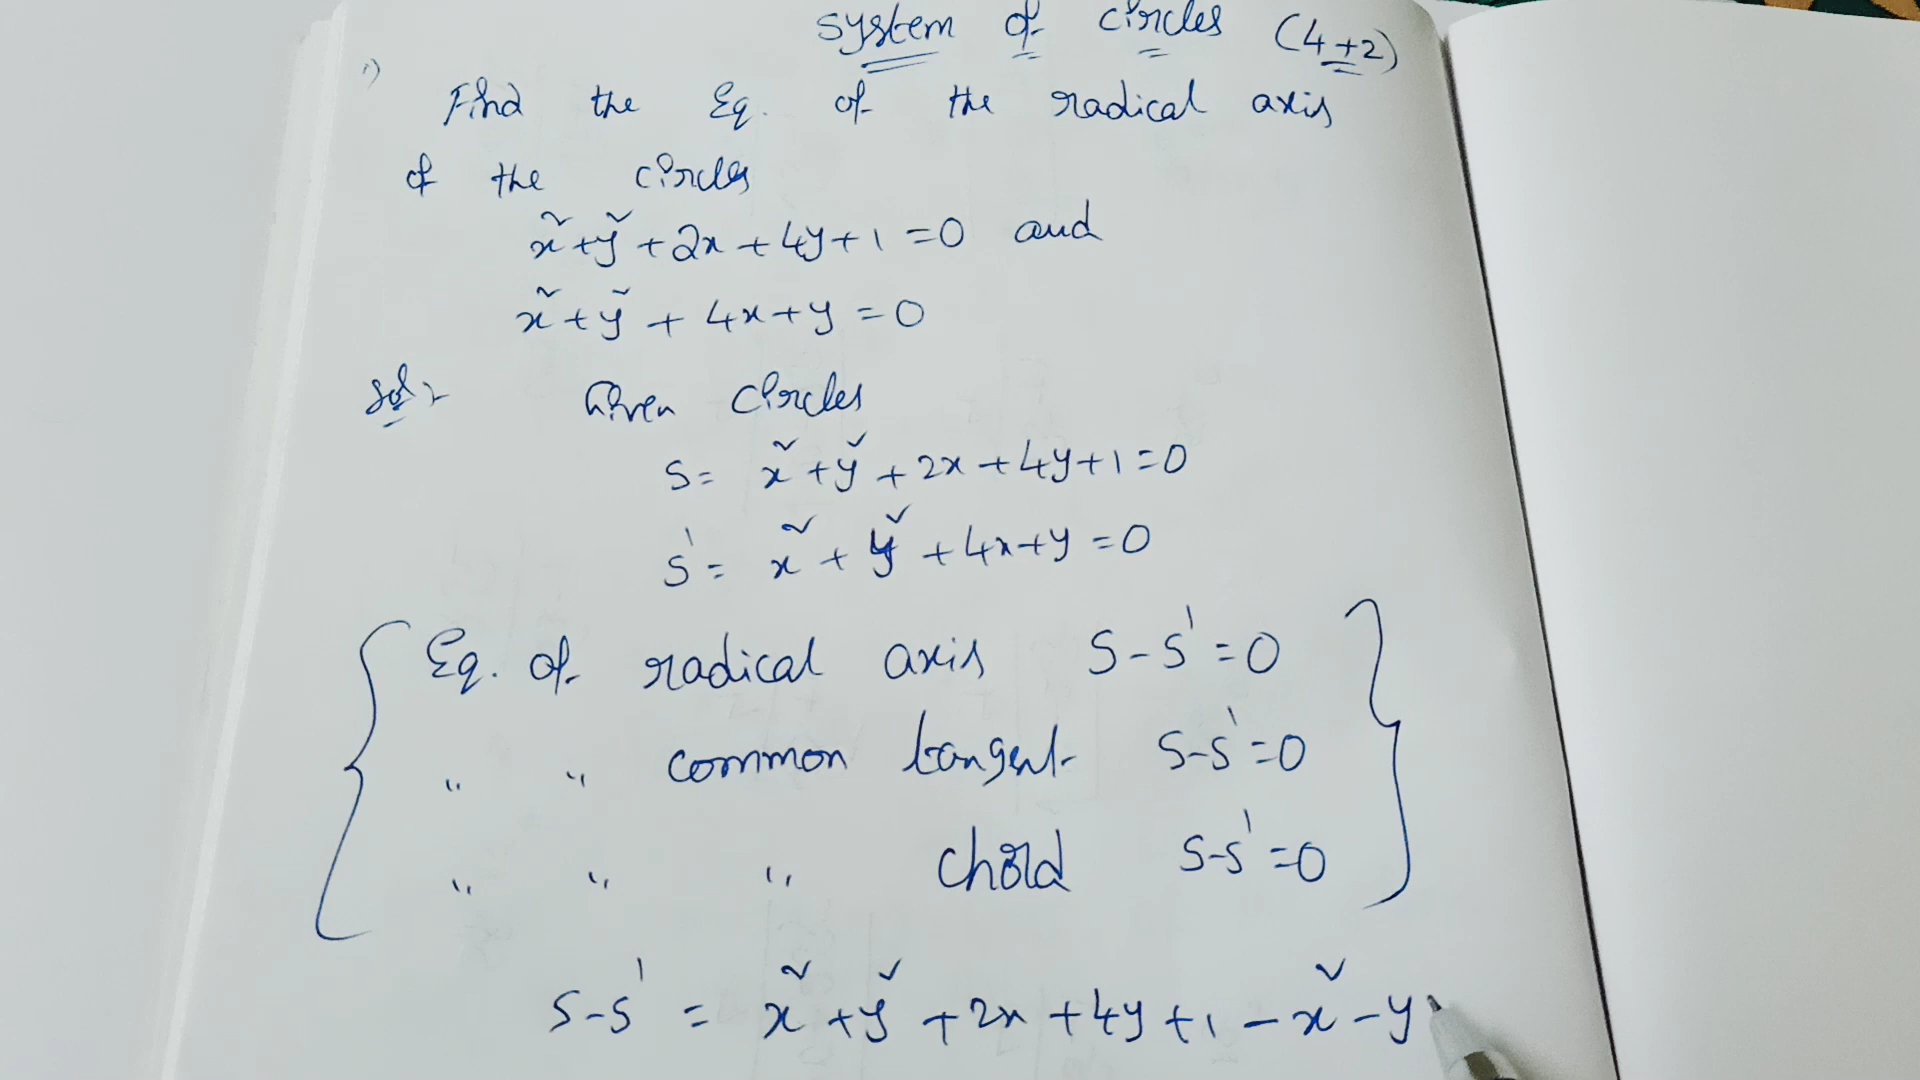 System of circles (4+2)
1)
Find the Eq. of the radical axis
of the circles
x²+y²+2x+4y+1=0 and
x²+y²+4x+y=0
Sol:- Given circles
S= x²+y²+2x+4y+1=0
S'= x²+y²+4x+y=0
Eq. of radical axis S-S'=0
" " common tangent S-S'=0
" " " chord S-S'=0
S-S' = x²+y²+2x+4y+1-x²-y